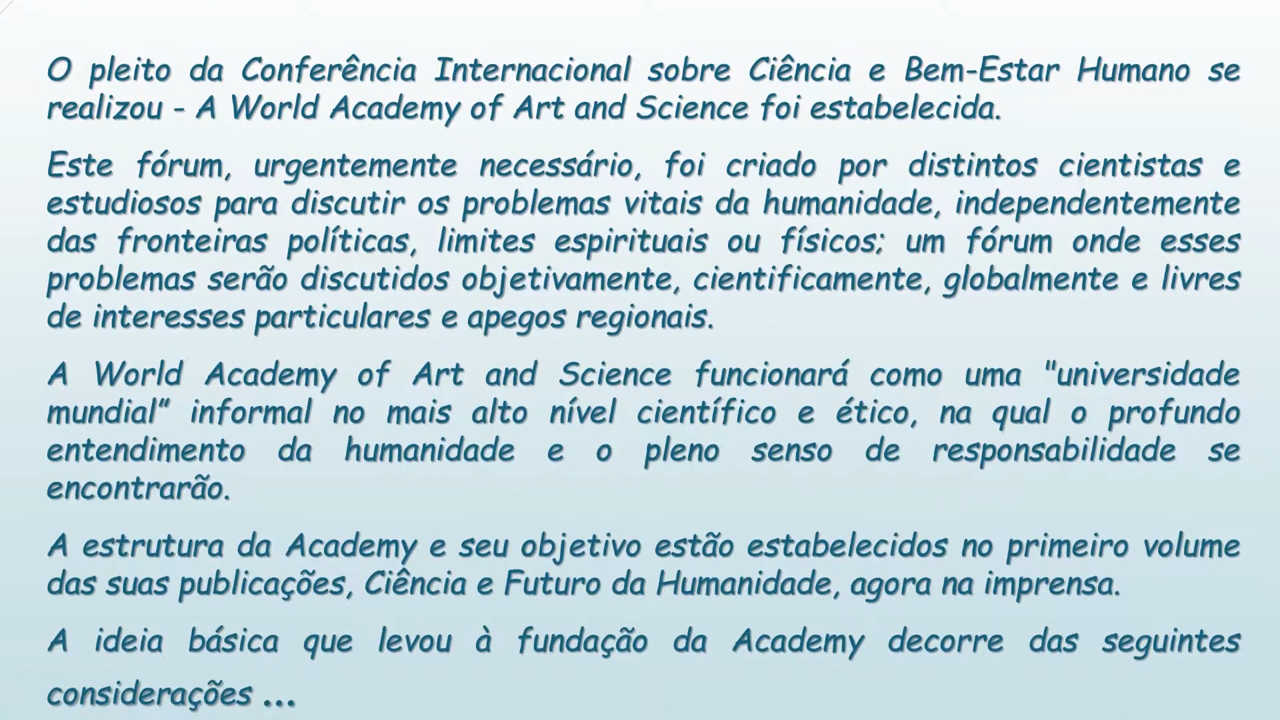 O pleito da Conferência Internacional sobre Ciência e Bem-Estar Humano se
realizou - A World Academy of Art and Science foi estabelecida.
Este fórum, urgentemente necessário, foi criado por distintos cientistas e
estudiosos para discutir os problemas vitais da humanidade, independentemente
das fronteiras políticas, limites espirituais ou físicos; um fórum onde esses
problemas serão discutidos objetivamente, cientificamente, globalmente e livres
de interesses particulares e apegos regionais.
A World Academy of Art and Science funcionará como uma "universidade
mundial” informal no mais alto nível científico e ético, na qual o profundo
entendimento da humanidade e o pleno senso de responsabilidade se
encontrarão.
A estrutura da Academy e seu objetivo estão estabelecidos no primeiro volume
das suas publicações, Ciência e Futuro da Humanidade, agora na imprensa.
A ideia básica que levou à fundação da Academy decorre das seguintes
considerações ...